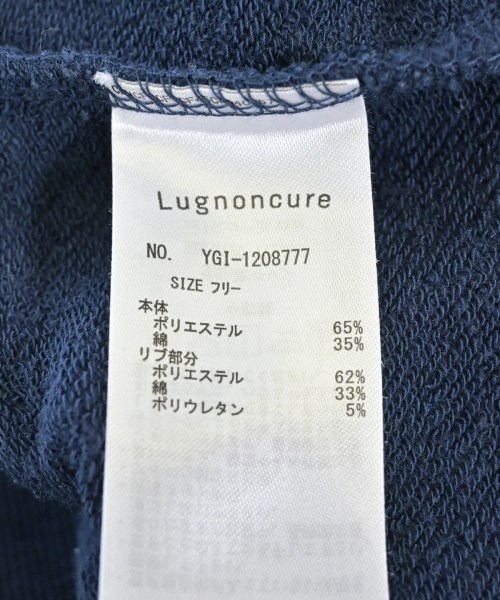 Lugnoncure
NO. YGI-1208777
SIZE フリー
本体
ポリエステル 65%
綿 35%
リブ部分
ポリエステル 62%
綿 33%
ポリウレタン 5%